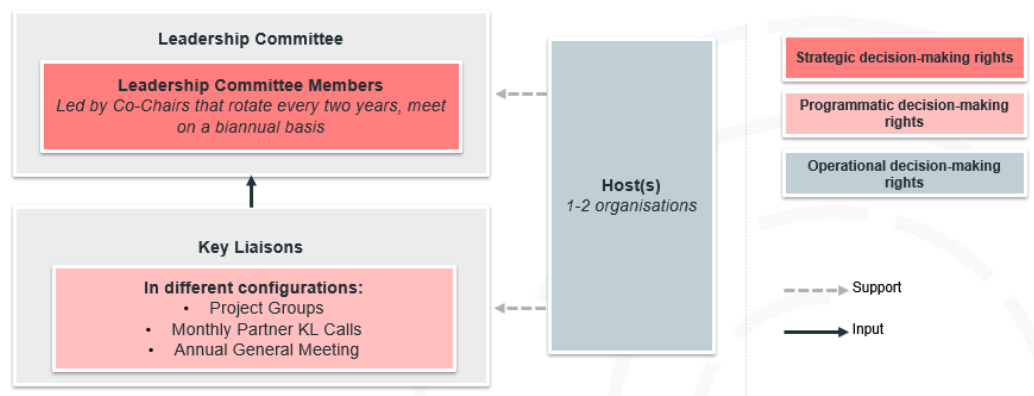 Leadership Committee
Leadership Committee Members
Led by Co-Chairs that rotate every two years, meet
on a biannual basis
Key Liaisons
In different configurations:
• Project Groups
• Monthly Partner KL Calls
• Annual General Meeting
Host(s)
1-2 organisations
Strategic decision-making rights
Programmatic decision-making
rights
Operational decision-making
rights
Support
Input